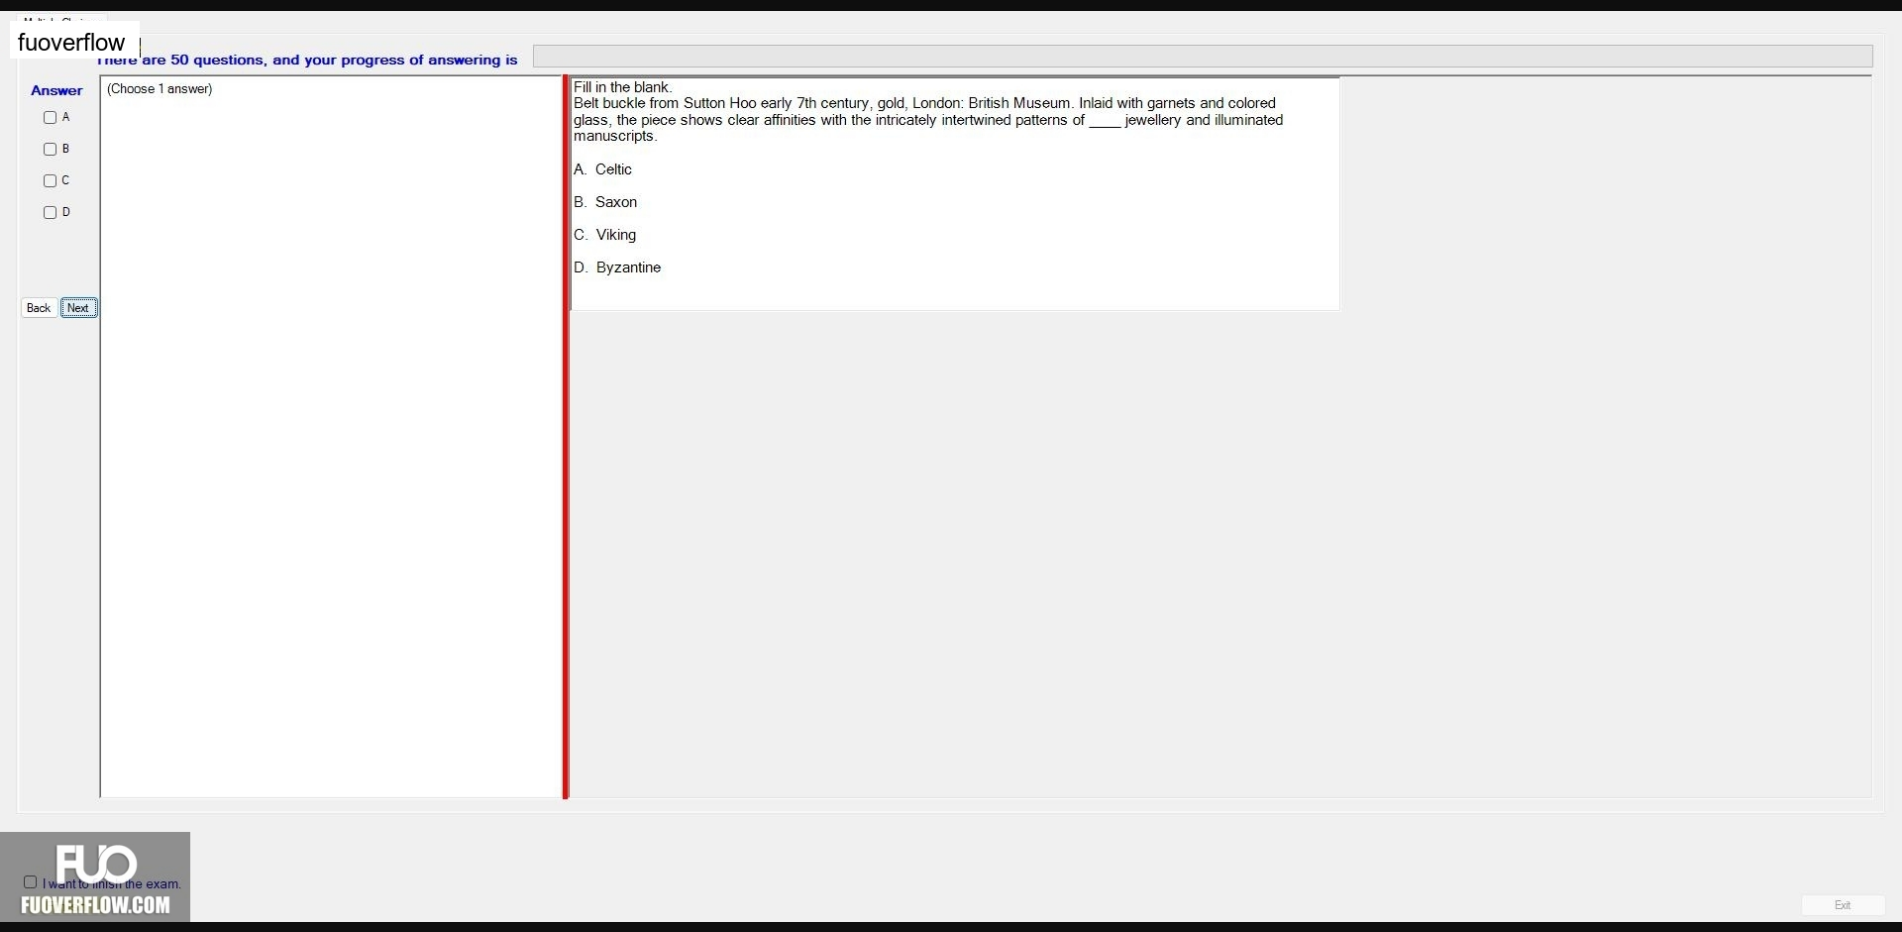 fuoverflow
There are 50 questions, and your progress of answering is
Answer
(Choose 1 answer)
A
B
C
D
Back Next
Fill in the blank.
Belt buckle from Sutton Hoo early 7th century, gold, London: British Museum. Inlaid with garnets and colored
glass, the piece shows clear affinities with the intricately intertwined patterns of ____ jewellery and illuminated
manuscripts.
A. Celtic
B. Saxon
C. Viking
D. Byzantine
FUO
I want to finish the exam.
FUOVERFLOW.COM
Exit